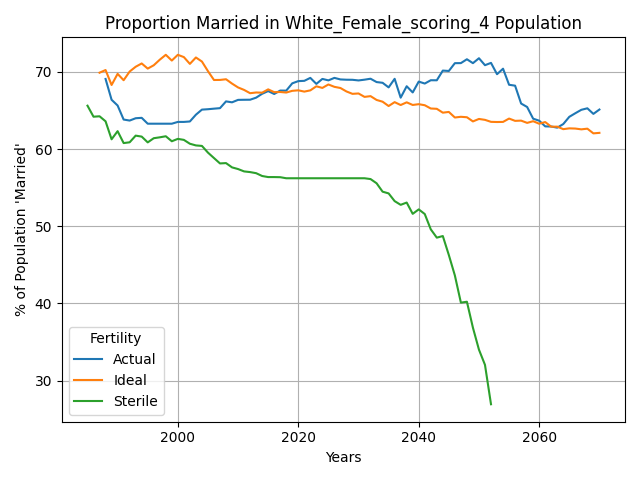 Proportion Married in White_Female_scoring_4 Population
% of Population 'Married'
70
60
50
40
30
Fertility
Actual
Ideal
Sterile
2000 2020 2040 2060
Years